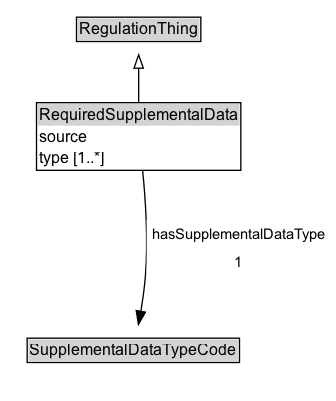 RegulationThing
RequiredSupplementalData
source
type [1..*]
hasSupplementalDataType
1
SupplementalDataTypeCode